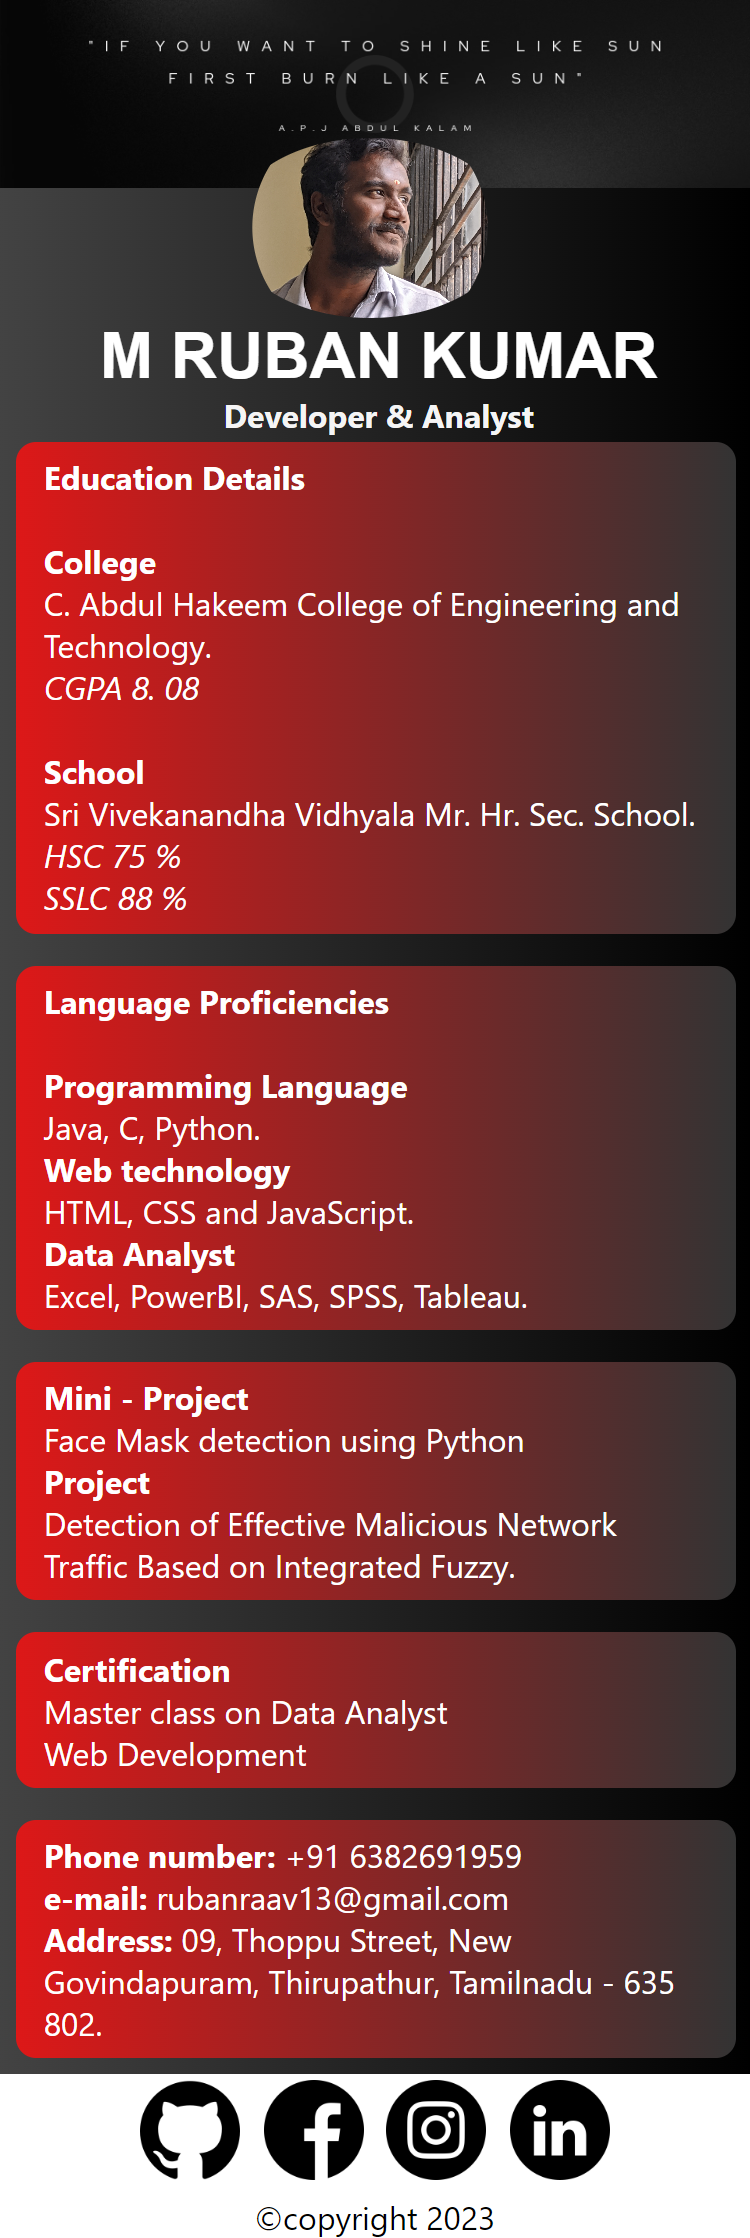 "IF YOU WANT TO SHINE LIKE SUN
FIRST BURN LIKE A SUN"
A.P.J ABDUL KALAM
M RUBAN KUMAR
Developer & Analyst
Education Details
College
C. Abdul Hakeem College of Engineering and
Technology.
CGPA 8. 08
School
Sri Vivekanandha Vidhyala Mr. Hr. Sec. School.
HSC 75 %
SSLC 88 %
Language Proficiencies
Programming Language
Java, C, Python.
Web technology
HTML, CSS and JavaScript.
Data Analyst
Excel, PowerBI, SAS, SPSS, Tableau.
Mini - Project
Face Mask detection using Python
Project
Detection of Effective Malicious Network
Traffic Based on Integrated Fuzzy.
Certification
Master class on Data Analyst
Web Development
Phone number: +91 6382691959
e-mail: rubanraav13@gmail.com
Address: 09, Thoppu Street, New
Govindapuram, Thirupathur, Tamilnadu - 635
802.
in
©copyright 2023